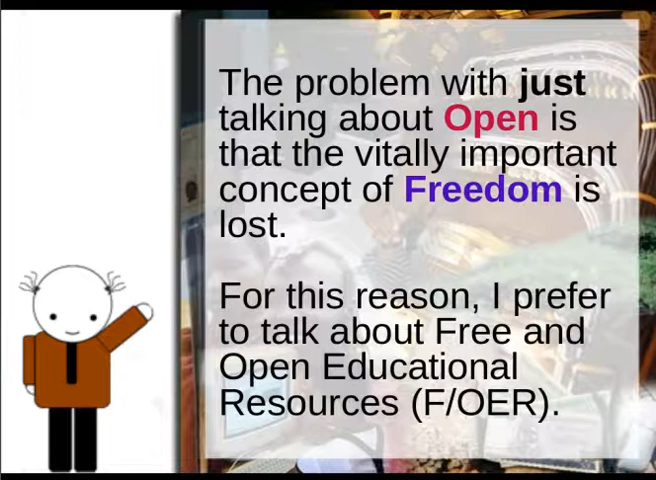 The problem with just
talking about Open is
that the vitally important
concept of Freedom is
lost.
For this reason, I prefer
to talk about Free and
Open Educational
Resources (F/OER).